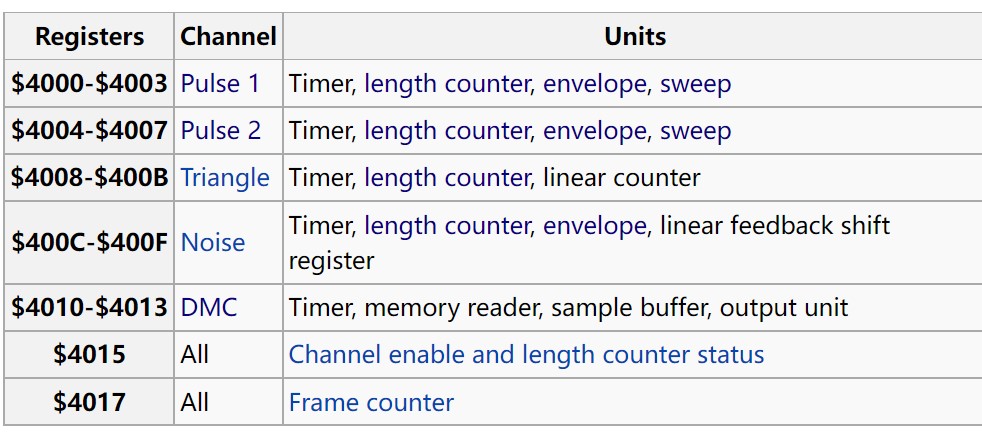 Registers Channel Units
$4000-$4003 Pulse 1 Timer, length counter, envelope, sweep
$4004-$4007 Pulse 2 Timer, length counter, envelope, sweep
$4008-$400B Triangle Timer, length counter, linear counter
$400C-$400F Noise Timer, length counter, envelope, linear feedback shift
register
$4010-$4013 DMC Timer, memory reader, sample buffer, output unit
$4015 All Channel enable and length counter status
$4017 All Frame counter